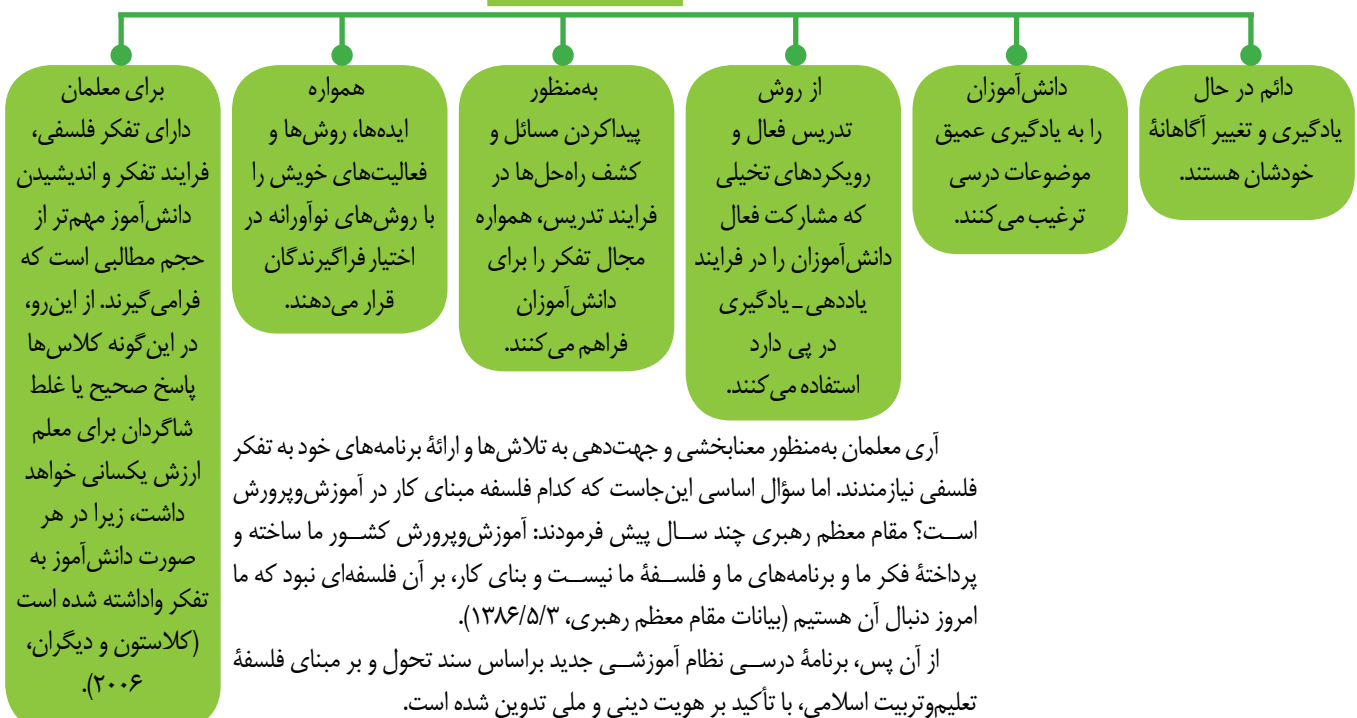 دائم در حال
یادگیری و تغییر آگاهانهٔ
خودشان هستند.
دانش‌آموزان
را به یادگیری عمیق
موضوعات درسی
ترغیب می‌کنند.
از روش
تدریس فعال و
رویکردهای تخیلی
که مشارکت فعال
دانش‌آموزان را در فرایند
یاددهی ـ یادگیری
در پی دارد
استفاده می‌کنند.
به‌منظور
پیداکردن مسائل و
کشف راه‌حل‌ها در
فرایند تدریس، همواره
مجال تفکر را برای
دانش‌آموزان
فراهم می‌کنند.
همواره
ایده‌ها، روش‌ها و
فعالیت‌های خویش را
با روش‌های نوآورانه در
اختیار فراگیرندگان
قرار می‌دهند.
برای معلمان
دارای تفکر فلسفی،
فرایند تفکر و اندیشیدن
دانش‌آموز مهم‌تر از
حجم مطالبی است که
فرامی‌گیرند. از این‌رو،
در این‌گونه کلاس‌ها
پاسخ صحیح یا غلط
شاگردان برای معلم
ارزش یکسانی خواهد
داشت، زیرا در هر
صورت دانش‌آموز به
تفکر واداشته شده است
(کلاستون و دیگران،
۲۰۰۶).
آری معلمان به‌منظور معنابخشی و جهت‌دهی به تلاش‌ها و ارائهٔ برنامه‌های خود به تفکر
فلسفی نیازمندند. اما سؤال اساسی این‌جاست که کدام فلسفه مبنای کار در آموزش‌وپرورش
است؟ مقام معظم رهبری چند سال پیش فرمودند: آموزش‌وپرورش کشور ما ساخته و
پرداختهٔ فکر ما و برنامه‌های ما و فلسفهٔ ما نیست و بنای کار، بر آن فلسفه‌ای نبود که ما
امروز دنبال آن هستیم (بیانات مقام معظم رهبری، ۱۳۸۶/۵/۳).
از آن پس، برنامهٔ درسی نظام آموزشی جدید براساس سند تحول و بر مبنای فلسفهٔ
تعلیم‌وتربیت اسلامی، با تأکید بر هویت دینی و ملی تدوین شده است.